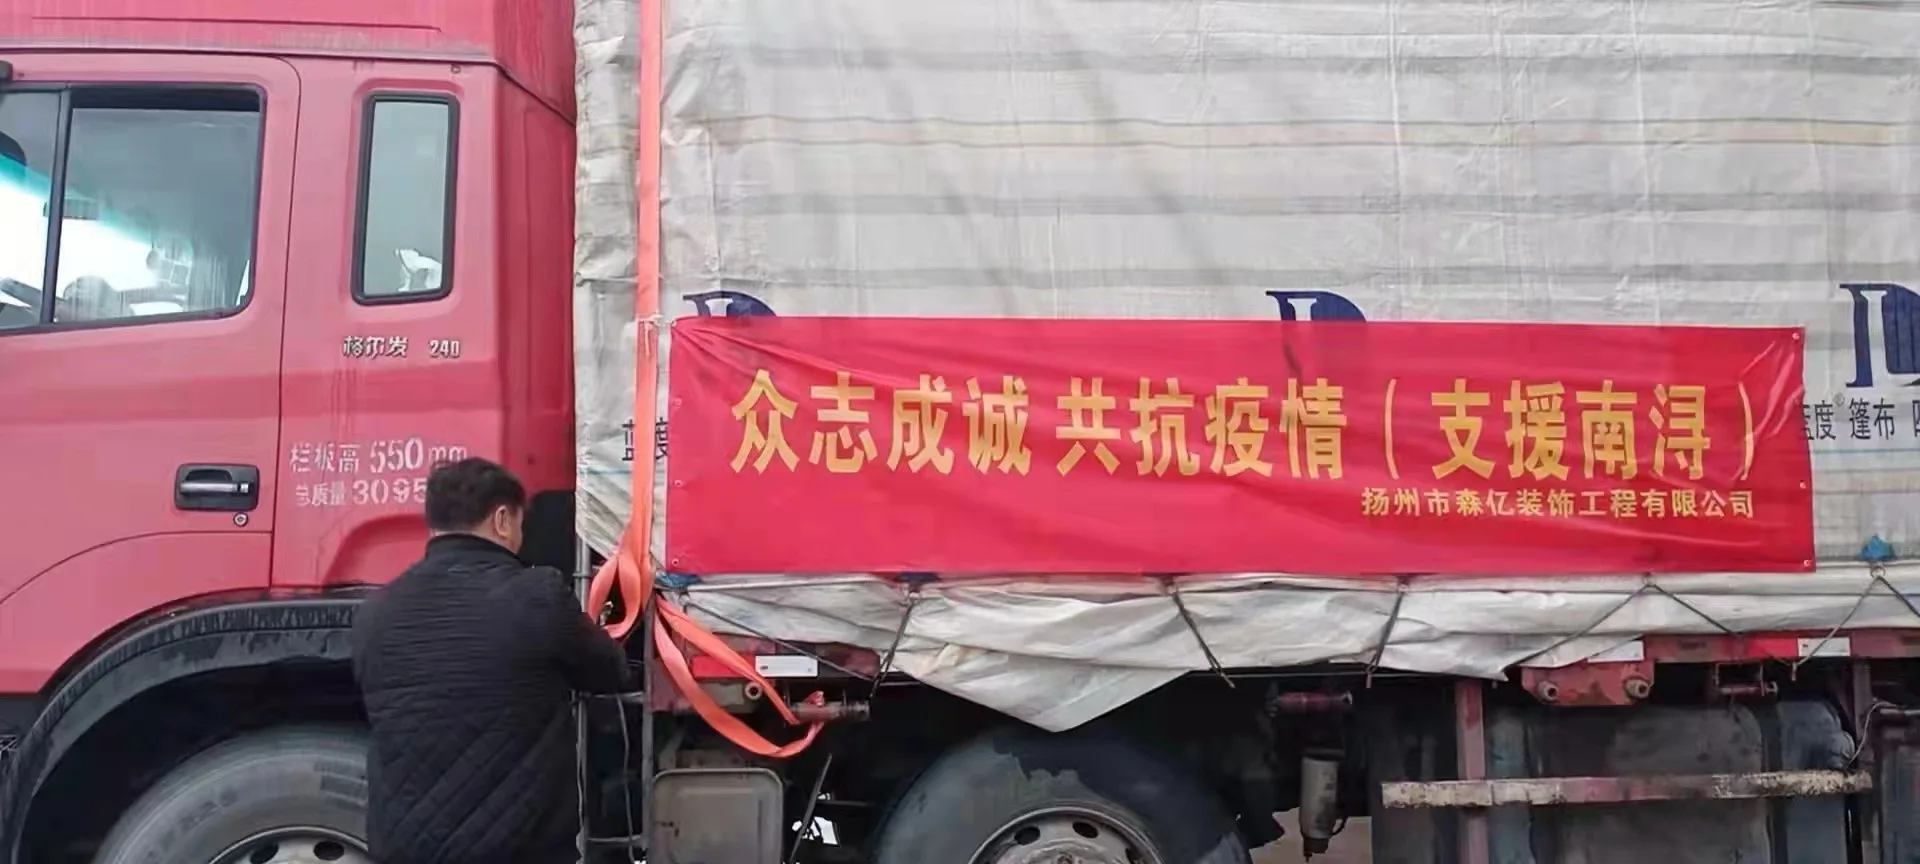 格尔发 240
栏板高 550mm
总质量 3095
众志成诚 共抗疫情（支援南浔）
扬州市森亿装饰工程有限公司
蓝度® 篷布